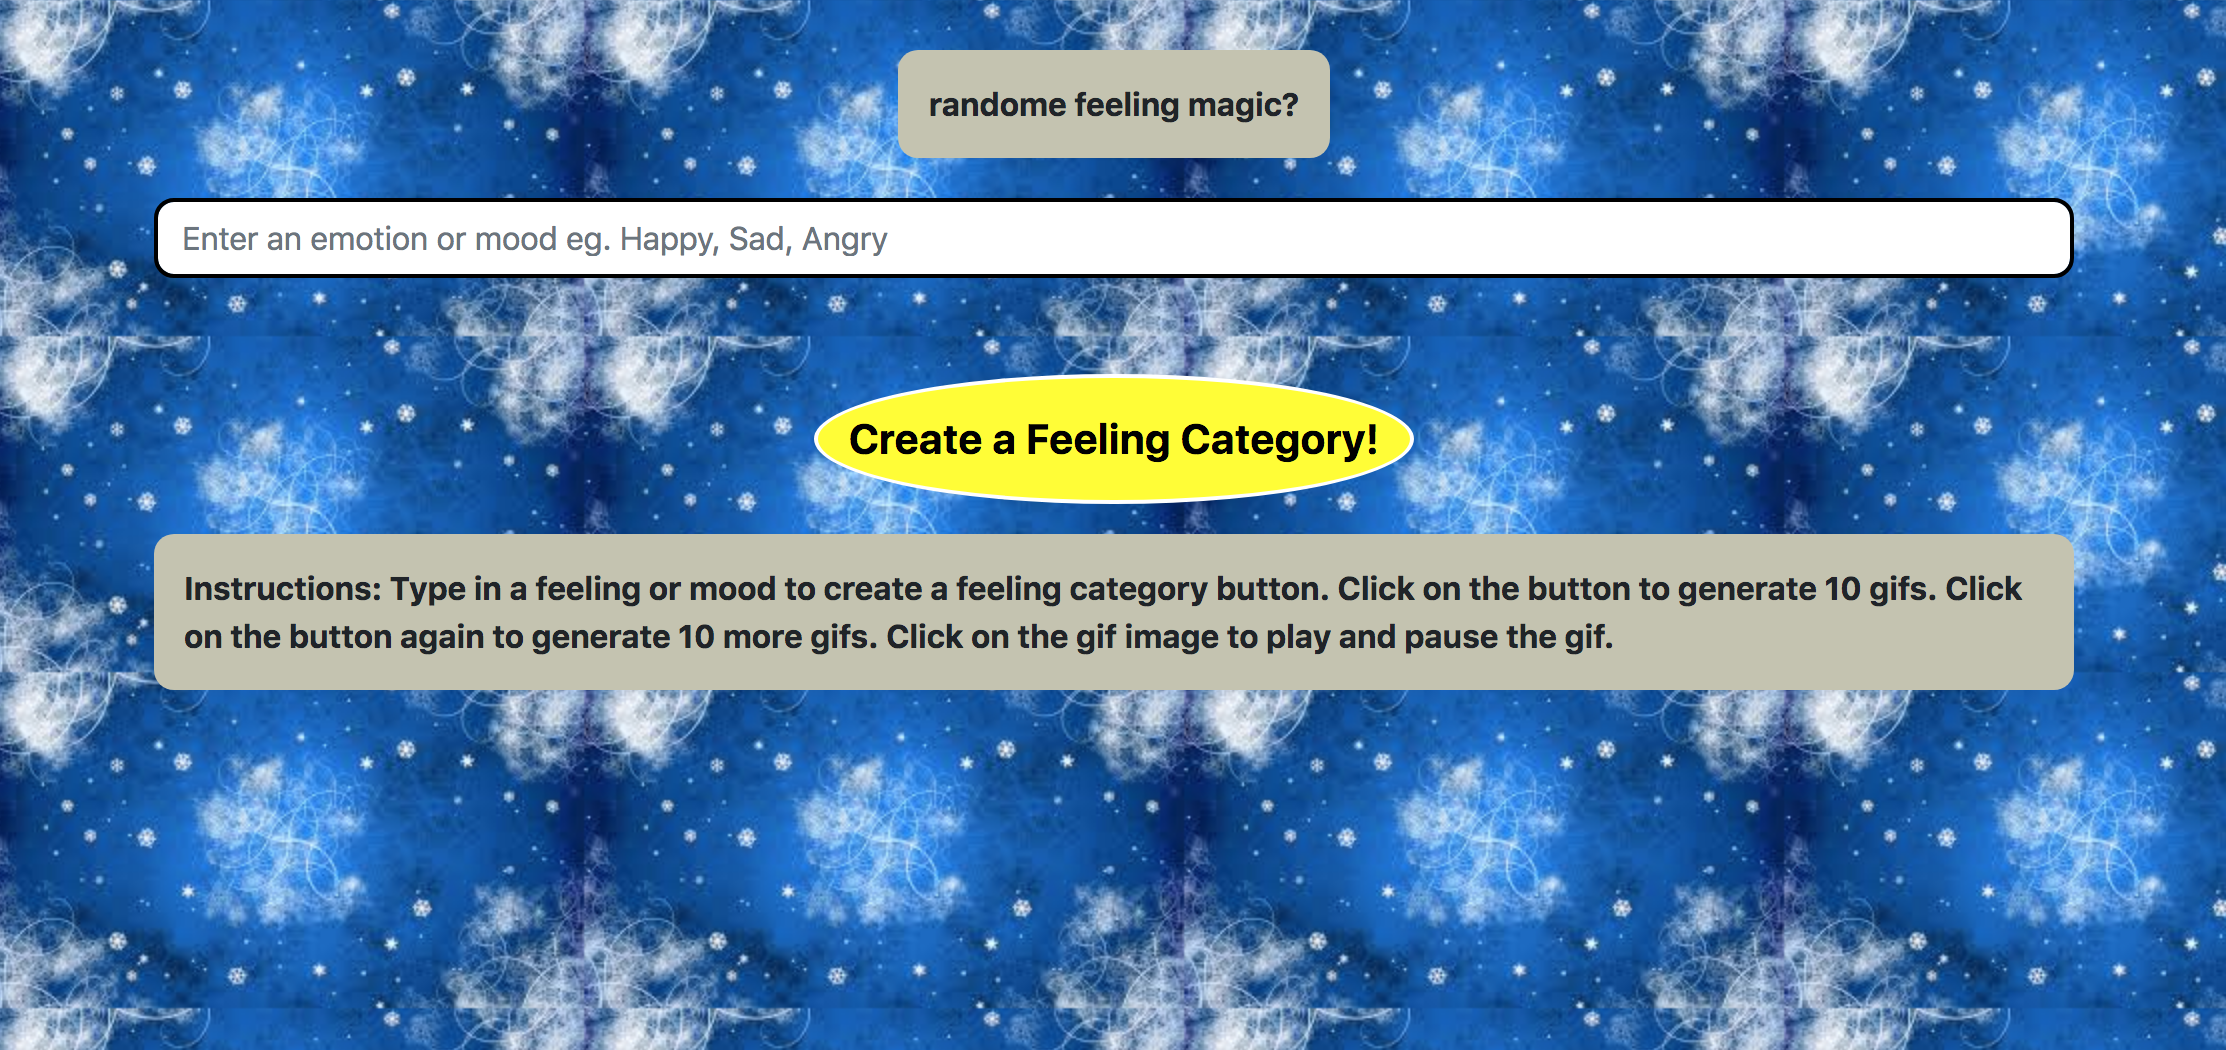 randome feeling magic?
Enter an emotion or mood eg. Happy, Sad, Angry
Create a Feeling Category!
Instructions: Type in a feeling or mood to create a feeling category button. Click on the button to generate 10 gifs. Click
on the button again to generate 10 more gifs. Click on the gif image to play and pause the gif.